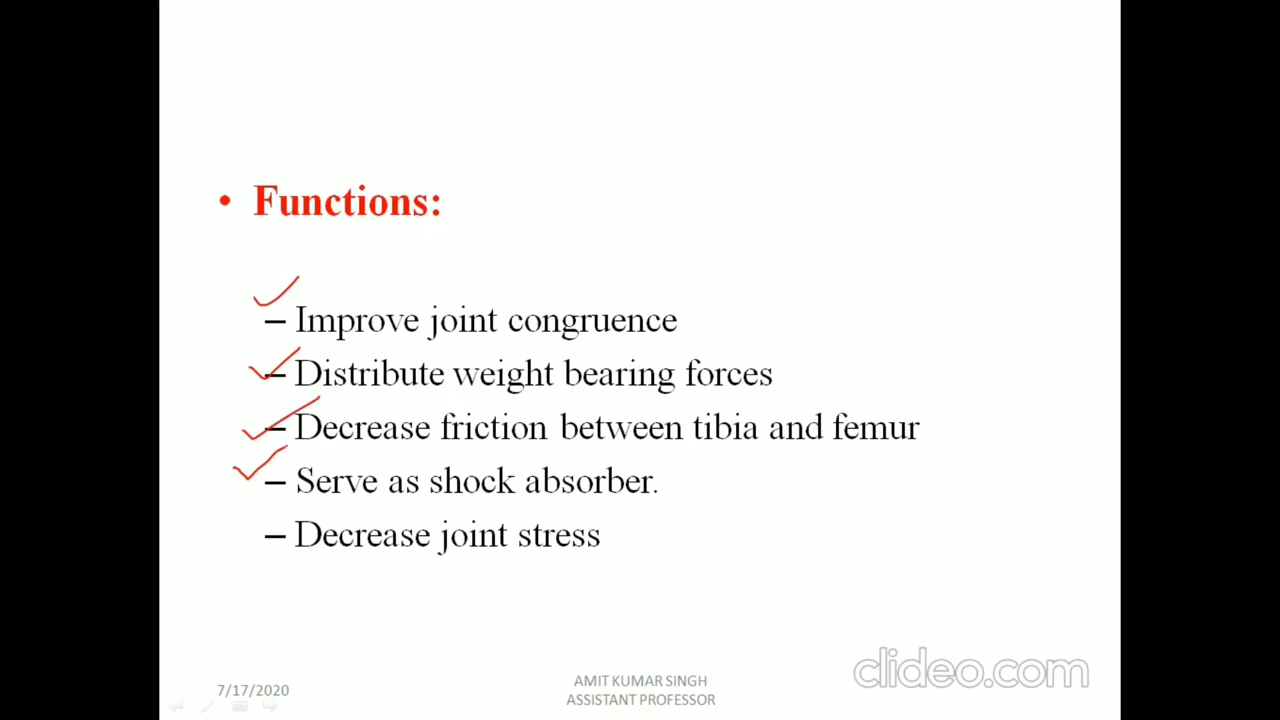 • Functions:
– Improve joint congruence
– Distribute weight bearing forces
– Decrease friction between tibia and femur
– Serve as shock absorber.
– Decrease joint stress
7/17/2020
AMIT KUMAR SINGH
ASSISTANT PROFESSOR
clideo.com